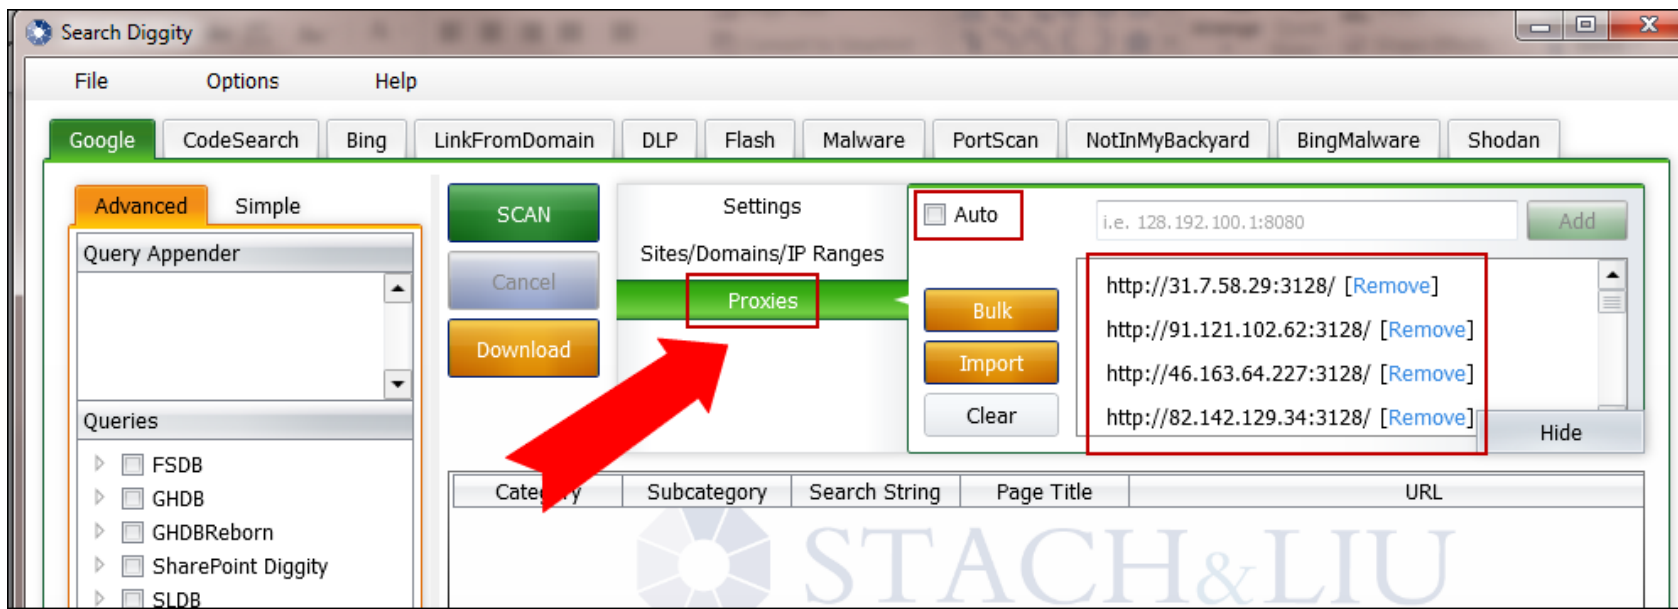 Search Diggity
File Options Help
Google CodeSearch Bing LinkFromDomain DLP Flash Malware PortScan NotInMyBackyard BingMalware Shodan
Advanced Simple
Query Appender
Queries
FSDB
GHDB
GHDBReborn
SharePoint Diggity
SLDB
SCAN
Cancel
Download
Settings
Sites/Domains/IP Ranges
Proxies
Auto
i.e. 128.192.100.1:8080
Add
Bulk
Import
Clear
http://31.7.58.29:3128/ [Remove]
http://91.121.102.62:3128/ [Remove]
http://46.163.64.227:3128/ [Remove]
http://82.142.129.34:3128/ [Remove]
Hide
Category Subcategory Search String Page Title URL
STACH&LIU